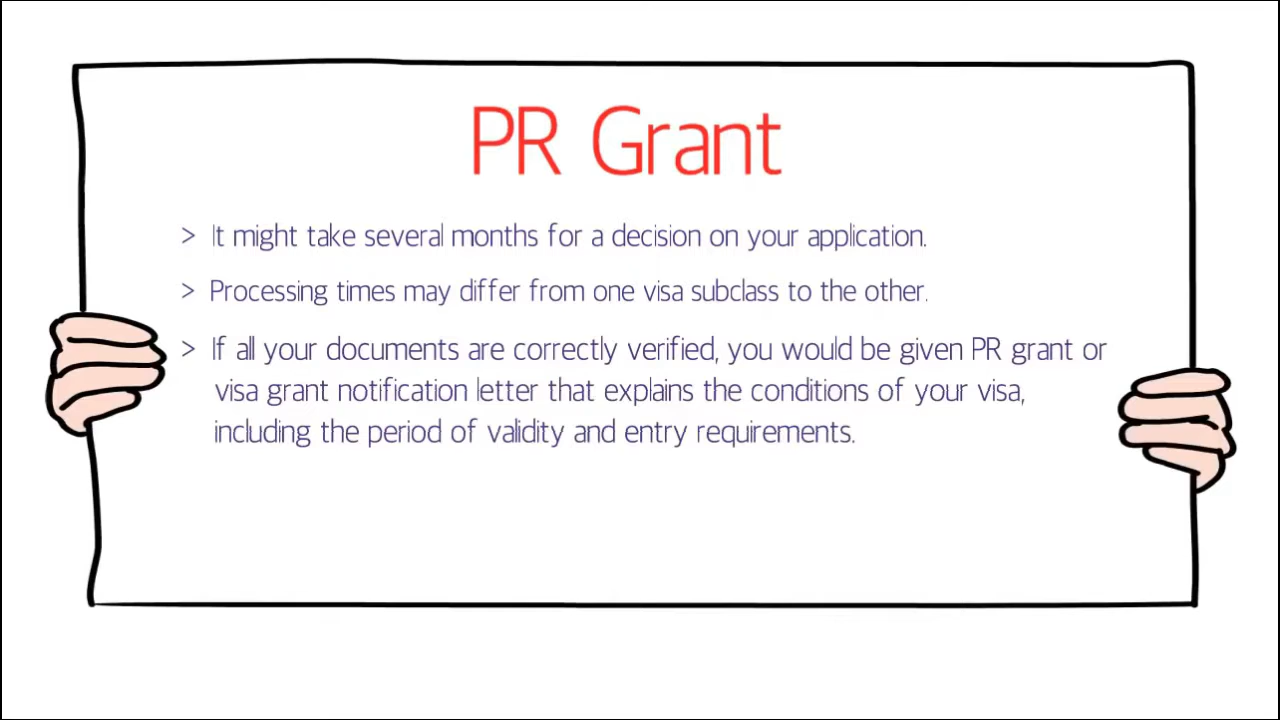 PR Grant
> It might take several months for a decision on your application.
> Processing times may differ from one visa subclass to the other.
> If all your documents are correctly verified, you would be given PR grant or
visa grant notification letter that explains the conditions of your visa,
including the period of validity and entry requirements.